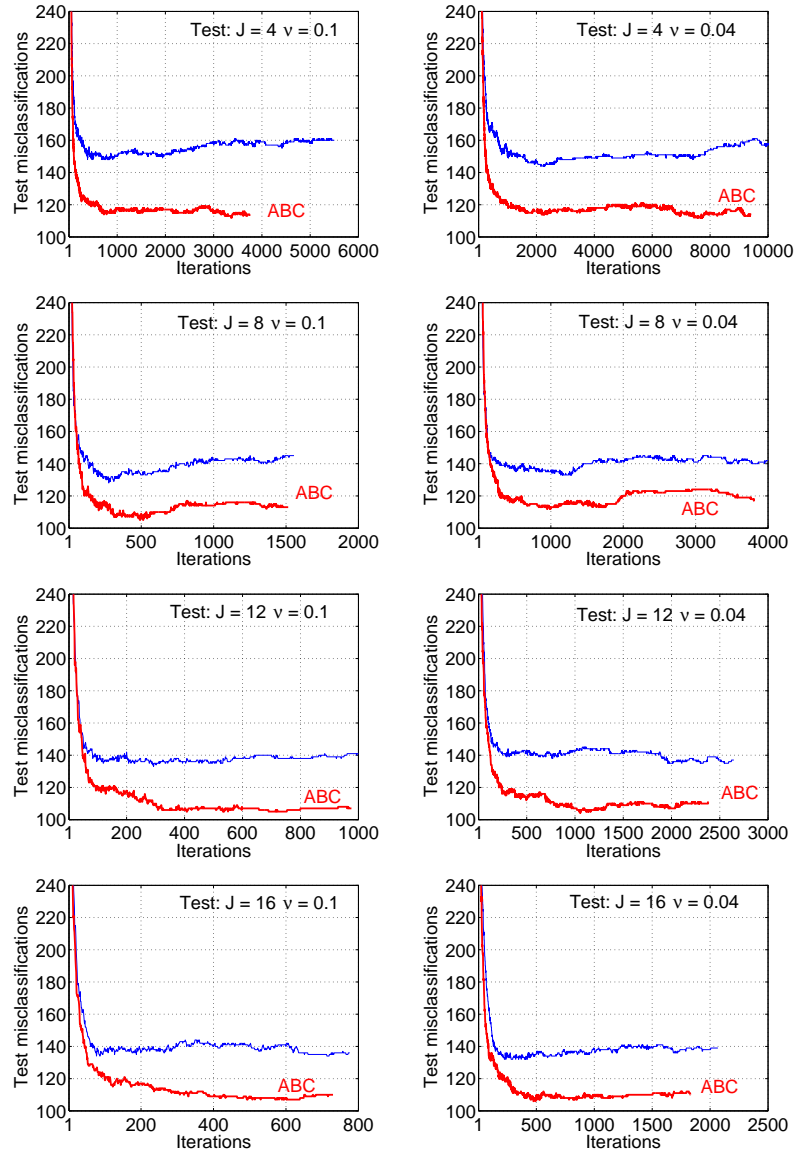 Test: J = 4 ν = 0.1
Test misclassifications
240
220
200
180
160
140
120
100
ABC
1 1000 2000 3000 4000 5000 6000
Iterations
Test: J = 4 ν = 0.04
Test misclassifications
240
220
200
180
160
140
120
100
ABC
1 2000 4000 6000 8000 10000
Iterations
Test: J = 8 ν = 0.1
Test misclassifications
240
220
200
180
160
140
120
100
ABC
1 500 1000 1500 2000
Iterations
Test: J = 8 ν = 0.04
Test misclassifications
240
220
200
180
160
140
120
100
ABC
1 1000 2000 3000 4000
Iterations
Test: J = 12 ν = 0.1
Test misclassifications
240
220
200
180
160
140
120
100
ABC
1 200 400 600 800 1000
Iterations
Test: J = 12 ν = 0.04
Test misclassifications
240
220
200
180
160
140
120
100
ABC
1 500 1000 1500 2000 2500 3000
Iterations
Test: J = 16 ν = 0.1
Test misclassifications
240
220
200
180
160
140
120
100
ABC
1 200 400 600 800
Iterations
Test: J = 16 ν = 0.04
Test misclassifications
240
220
200
180
160
140
120
100
ABC
1 500 1000 1500 2000 2500
Iterations